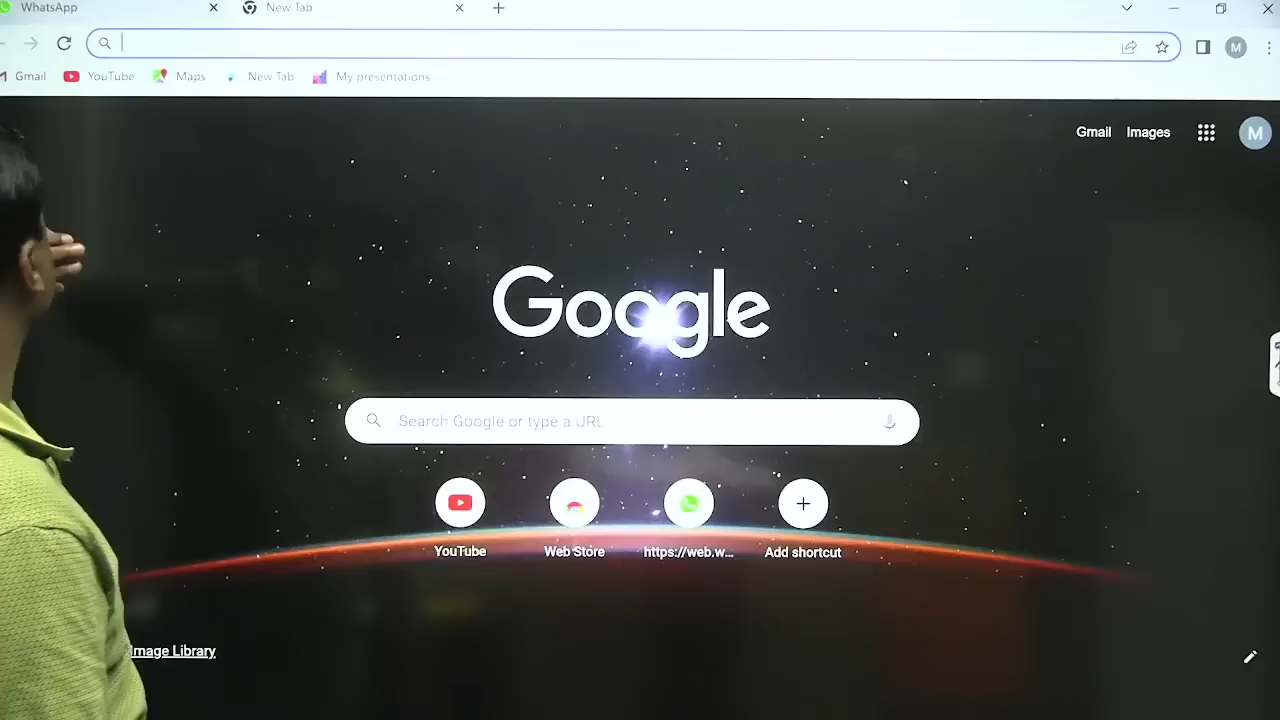 WhatsApp
New Tab
Gmail
YouTube
Maps
New Tab
My presentations
M
Gmail
Images
M
Google
Search Google or type a URL
YouTube
Web Store
https://web.w...
Add shortcut
Image Library